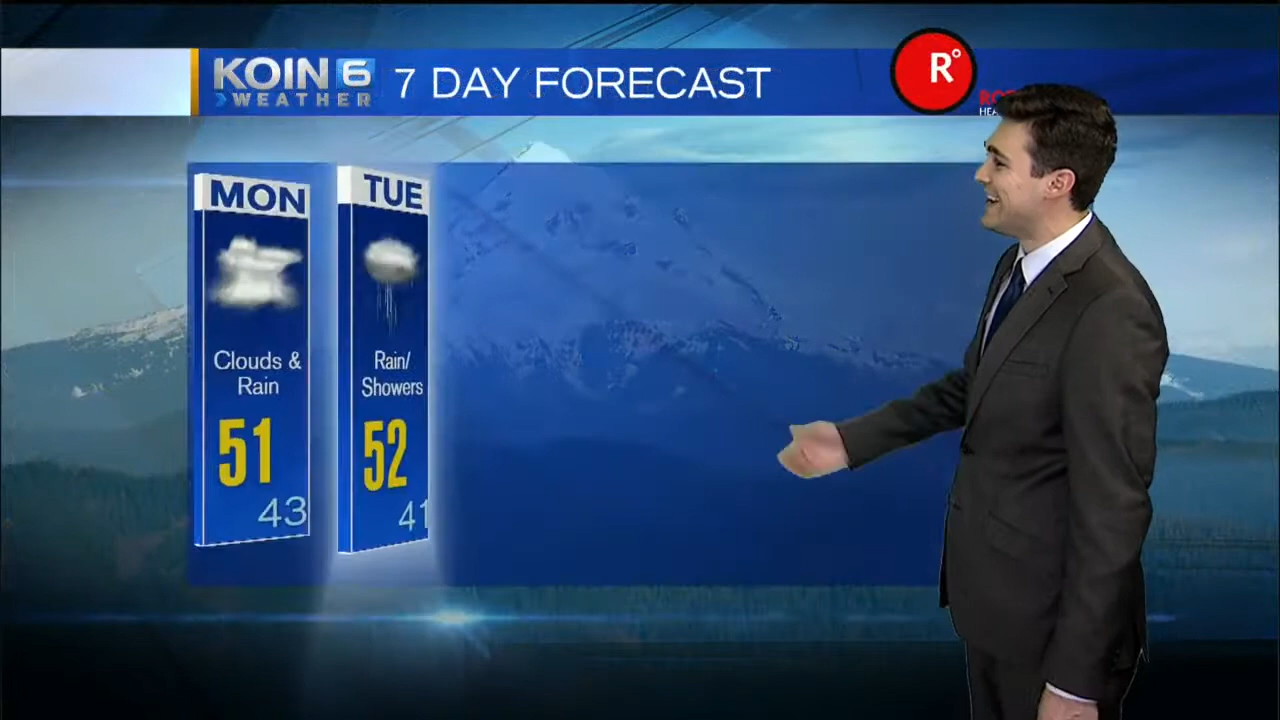 KOIN 6
WEATHER
7 DAY FORECAST
R°
MON
Clouds &
Rain
51
43
TUE
Rain/
Showers
52
41